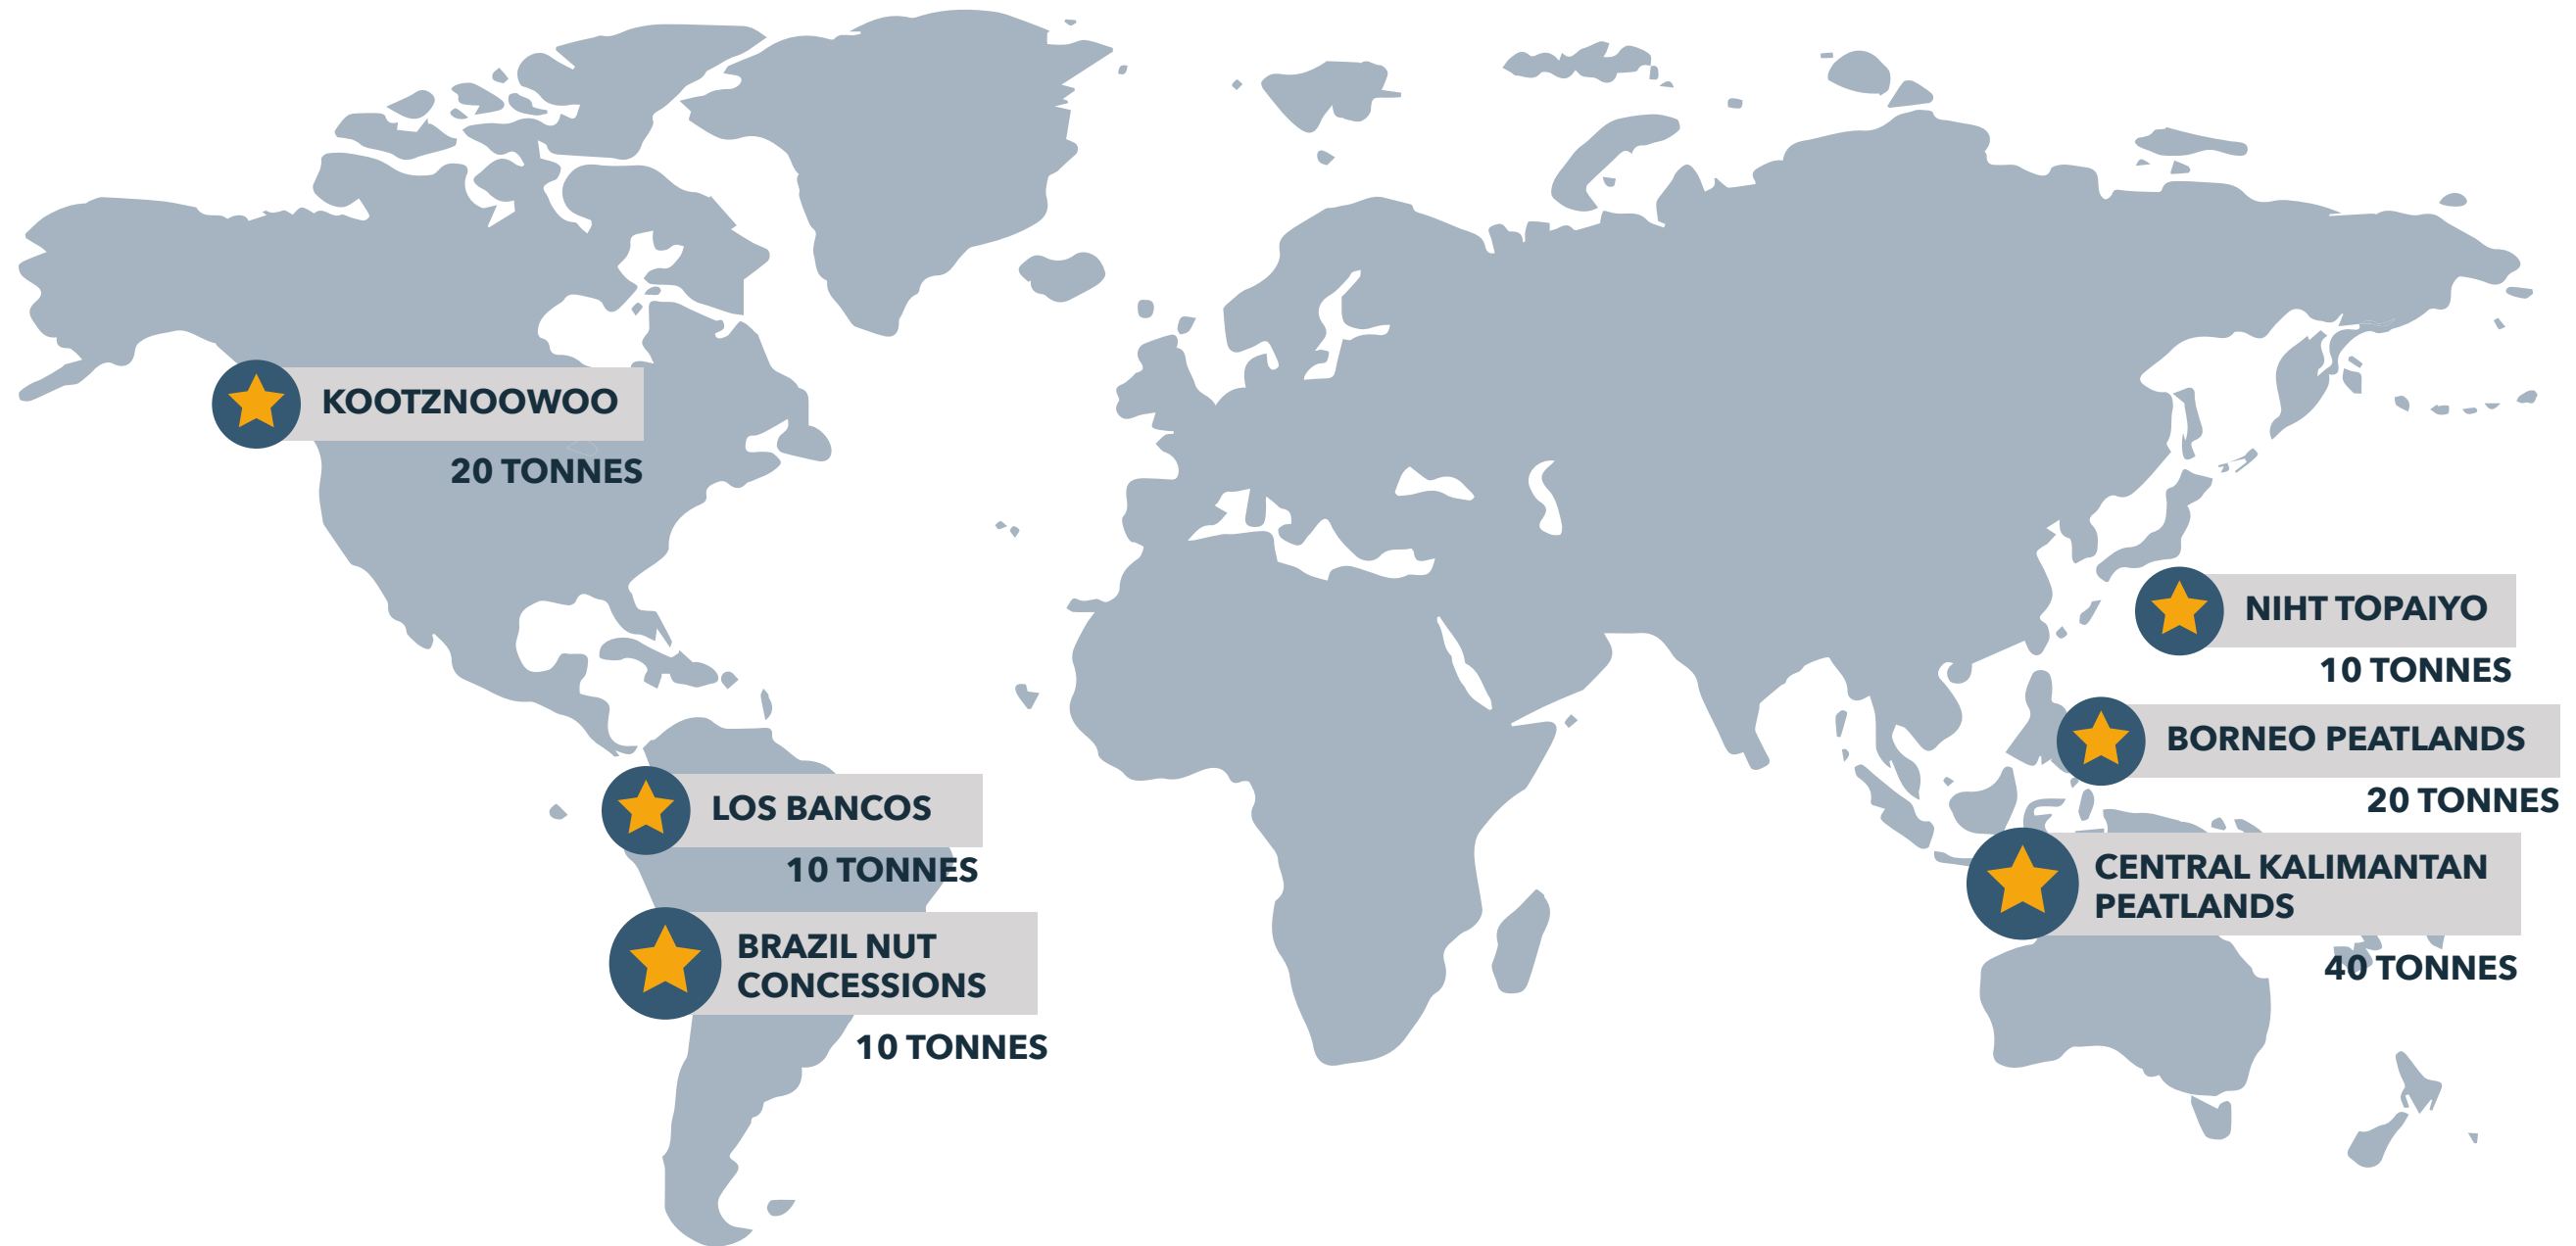 KOOTZNOOWOO
20 TONNES
NIHT TOPAIYO
10 TONNES
BORNEO PEATLANDS
20 TONNES
LOS BANCOS
10 TONNES
CENTRAL KALIMANTAN
PEATLANDS
40 TONNES
BRAZIL NUT
CONCESSIONS
10 TONNES